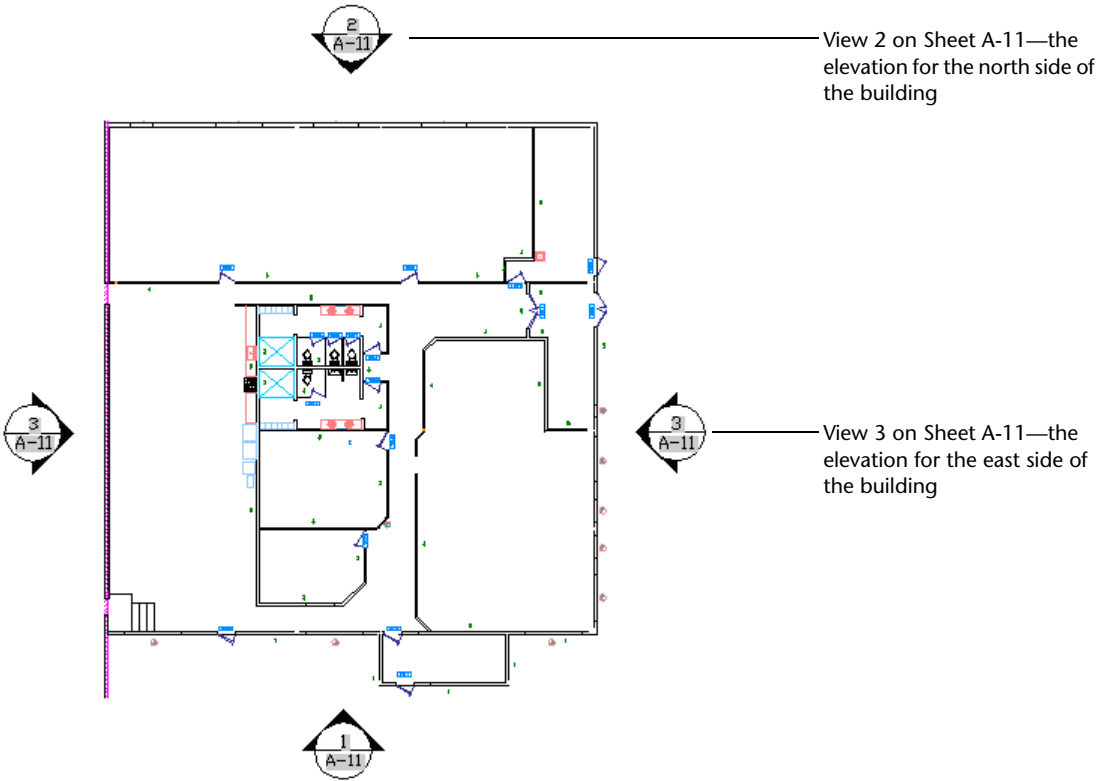 2
A-11
View 2 on Sheet A-11—the
elevation for the north side of
the building
3
A-11
3
A-11
View 3 on Sheet A-11—the
elevation for the east side of
the building
1
A-11